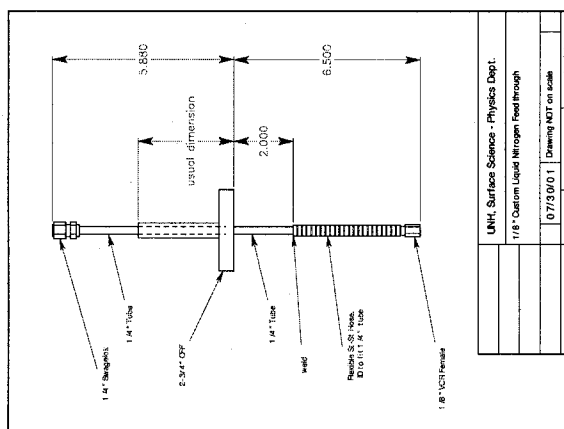 5.880
6.500
usual dimension
2.000
1/4" Swagelok
1/4" Tube
2-3/4" CFF
1/4" Tube
weld
Flexible St-St Hose,
ID to fit 1/4" tube
1/8" VCR Female
UNH, Surface Science - Physics Dept.
1/8" Custom Liquid Nitrogen Feedthrough
07/30/01
Drawing NOT on scale